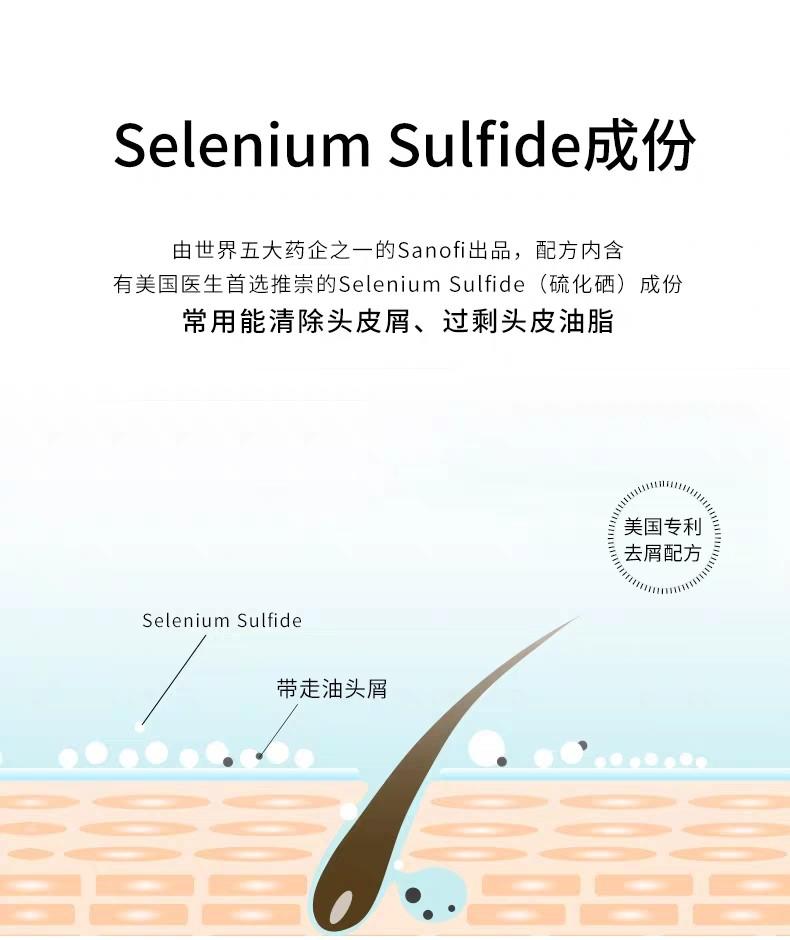 Selenium Sulfide成份
由世界五大药企之一的Sanofi出品，配方内含
有美国医生首选推崇的Selenium Sulfide（硫化硒）成份
常用能清除头皮屑、过剩头皮油脂
美国专利
去屑配方
Selenium Sulfide
带走油头屑